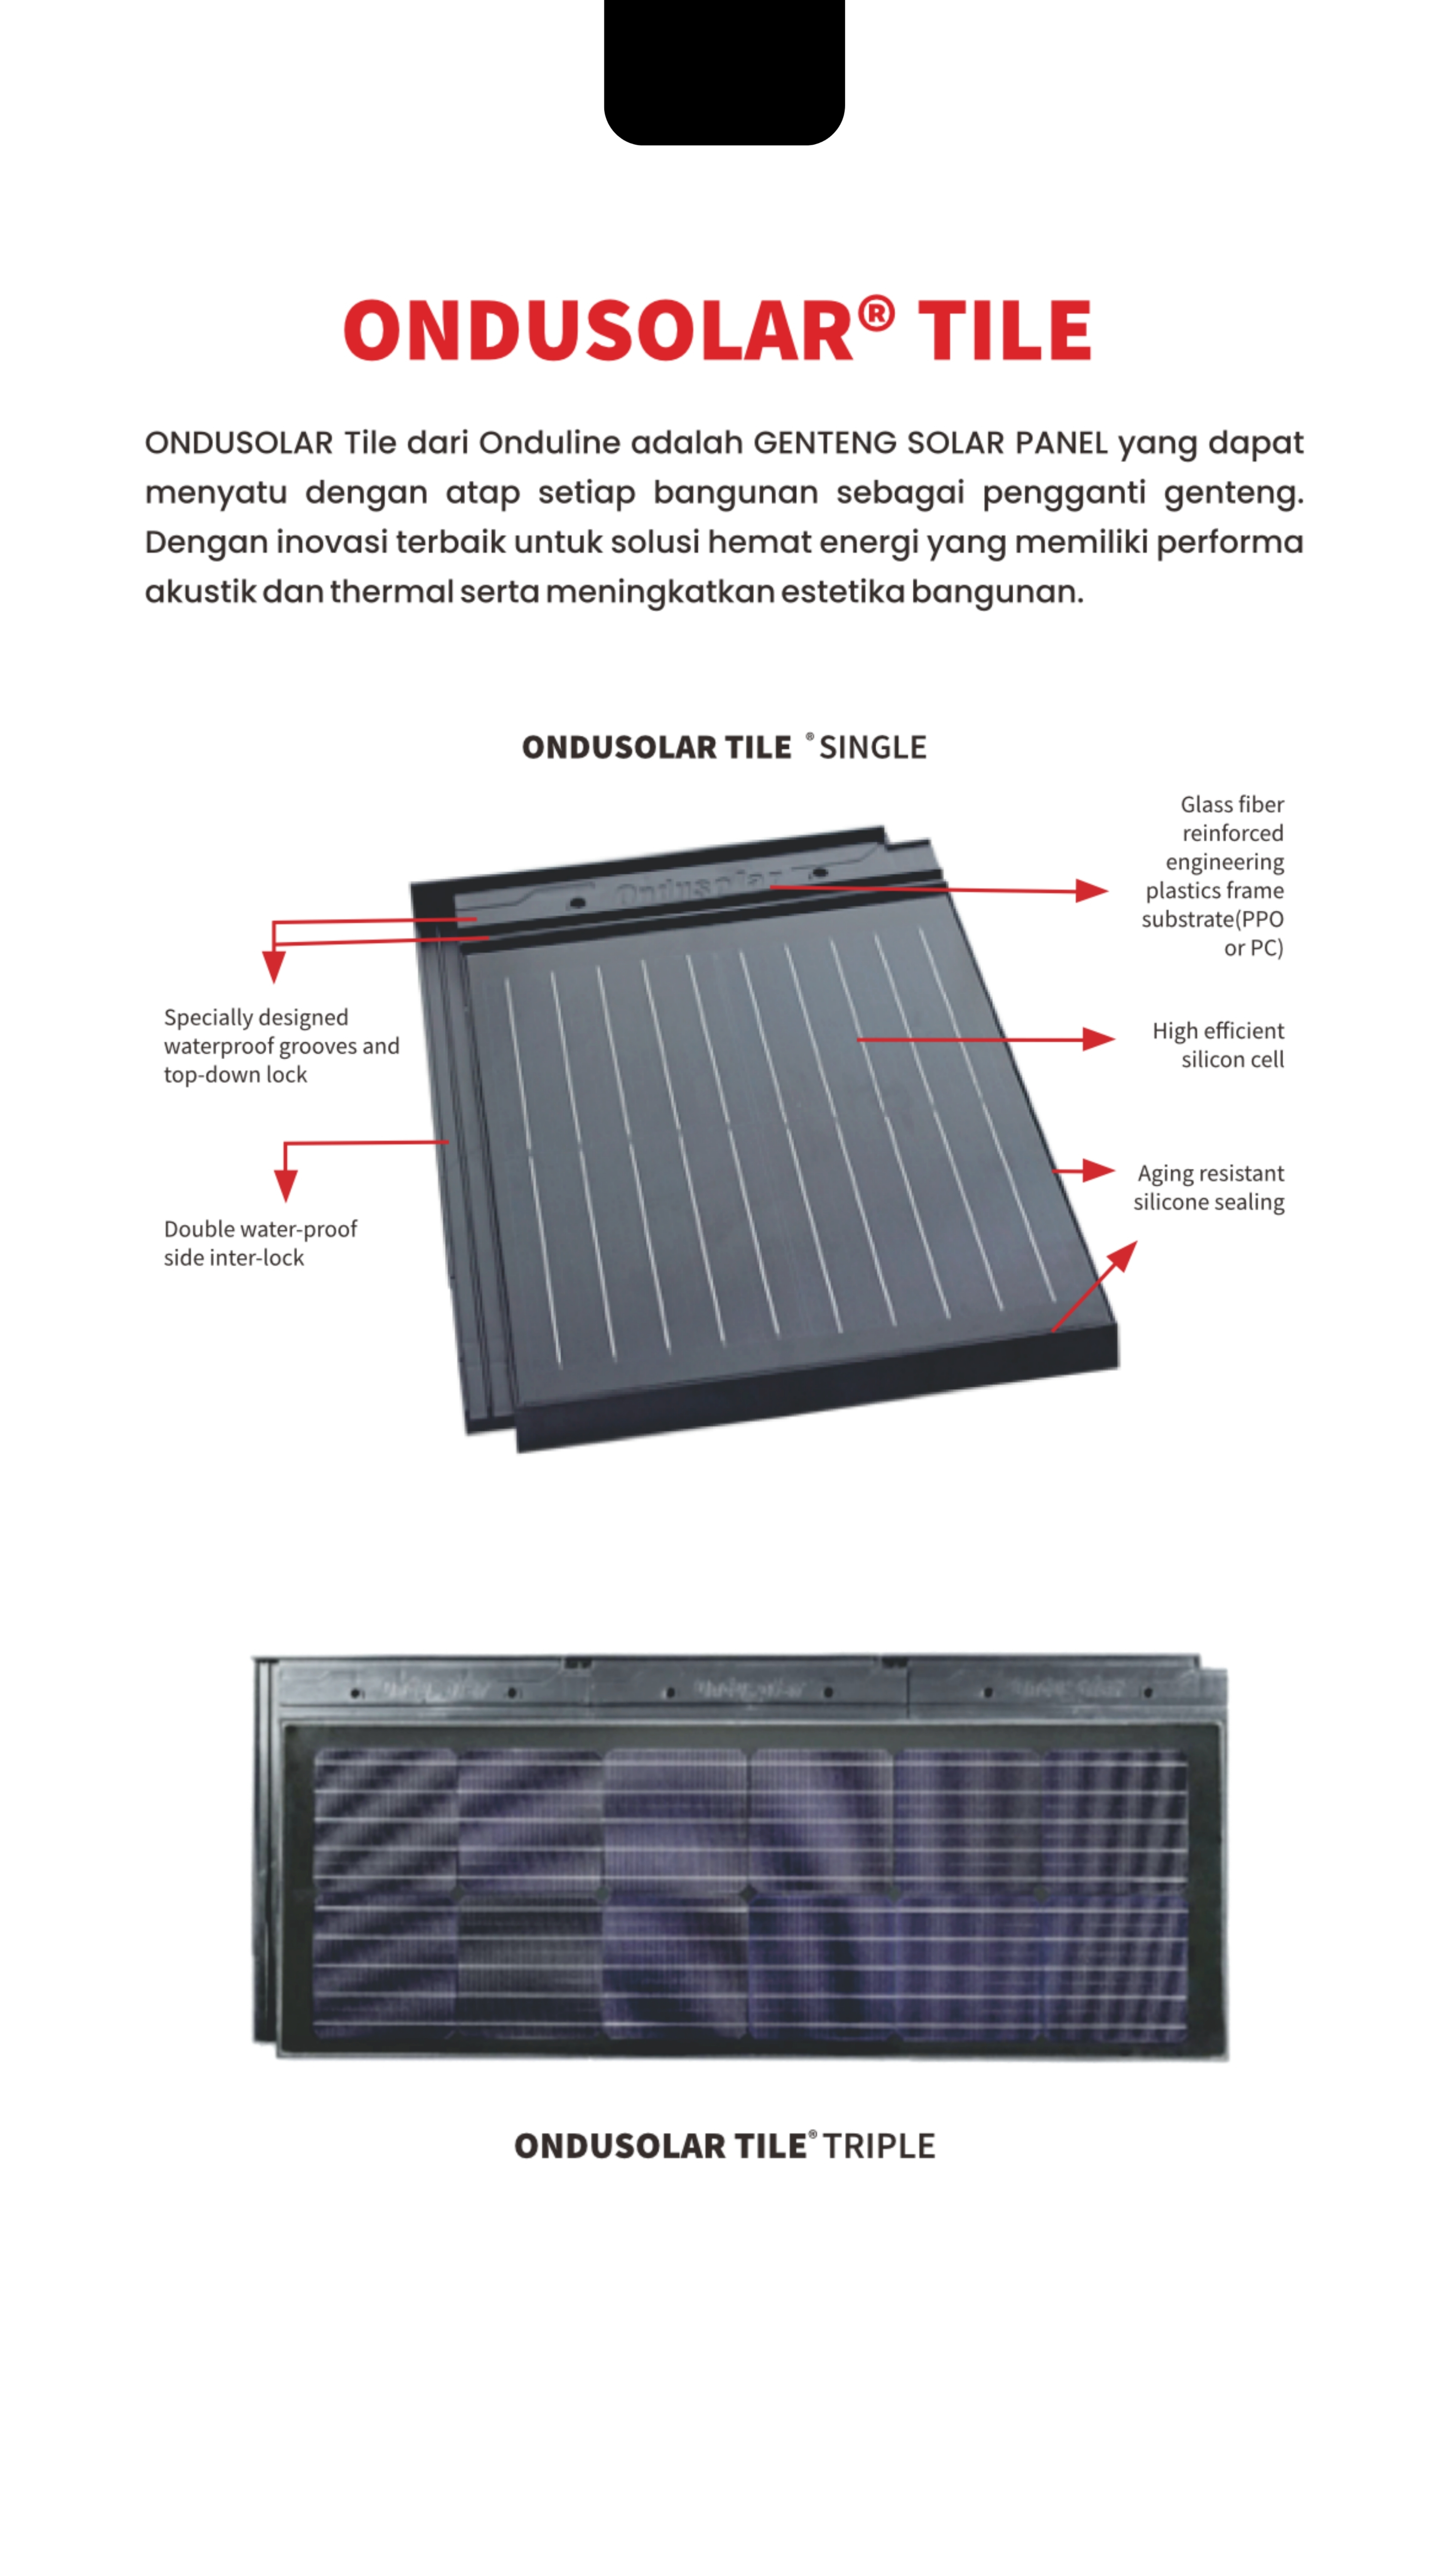 ONDUSOLAR® TILE
ONDUSOLAR Tile dari Onduline adalah GENTENG SOLAR PANEL yang dapat
menyatu dengan atap setiap bangunan sebagai pengganti genteng.
Dengan inovasi terbaik untuk solusi hemat energi yang memiliki performa
akustik dan thermal serta meningkatkan estetika bangunan.
ONDUSOLAR TILE ® SINGLE
Glass fiber
reinforced
engineering
plastics frame
substrate(PPO
or PC)
Ondusolar
Specially designed
waterproof grooves and
top-down lock
High efficient
silicon cell
Aging resistant
silicone sealing
Double water-proof
side inter-lock
ONDUSOLAR TILE® TRIPLE